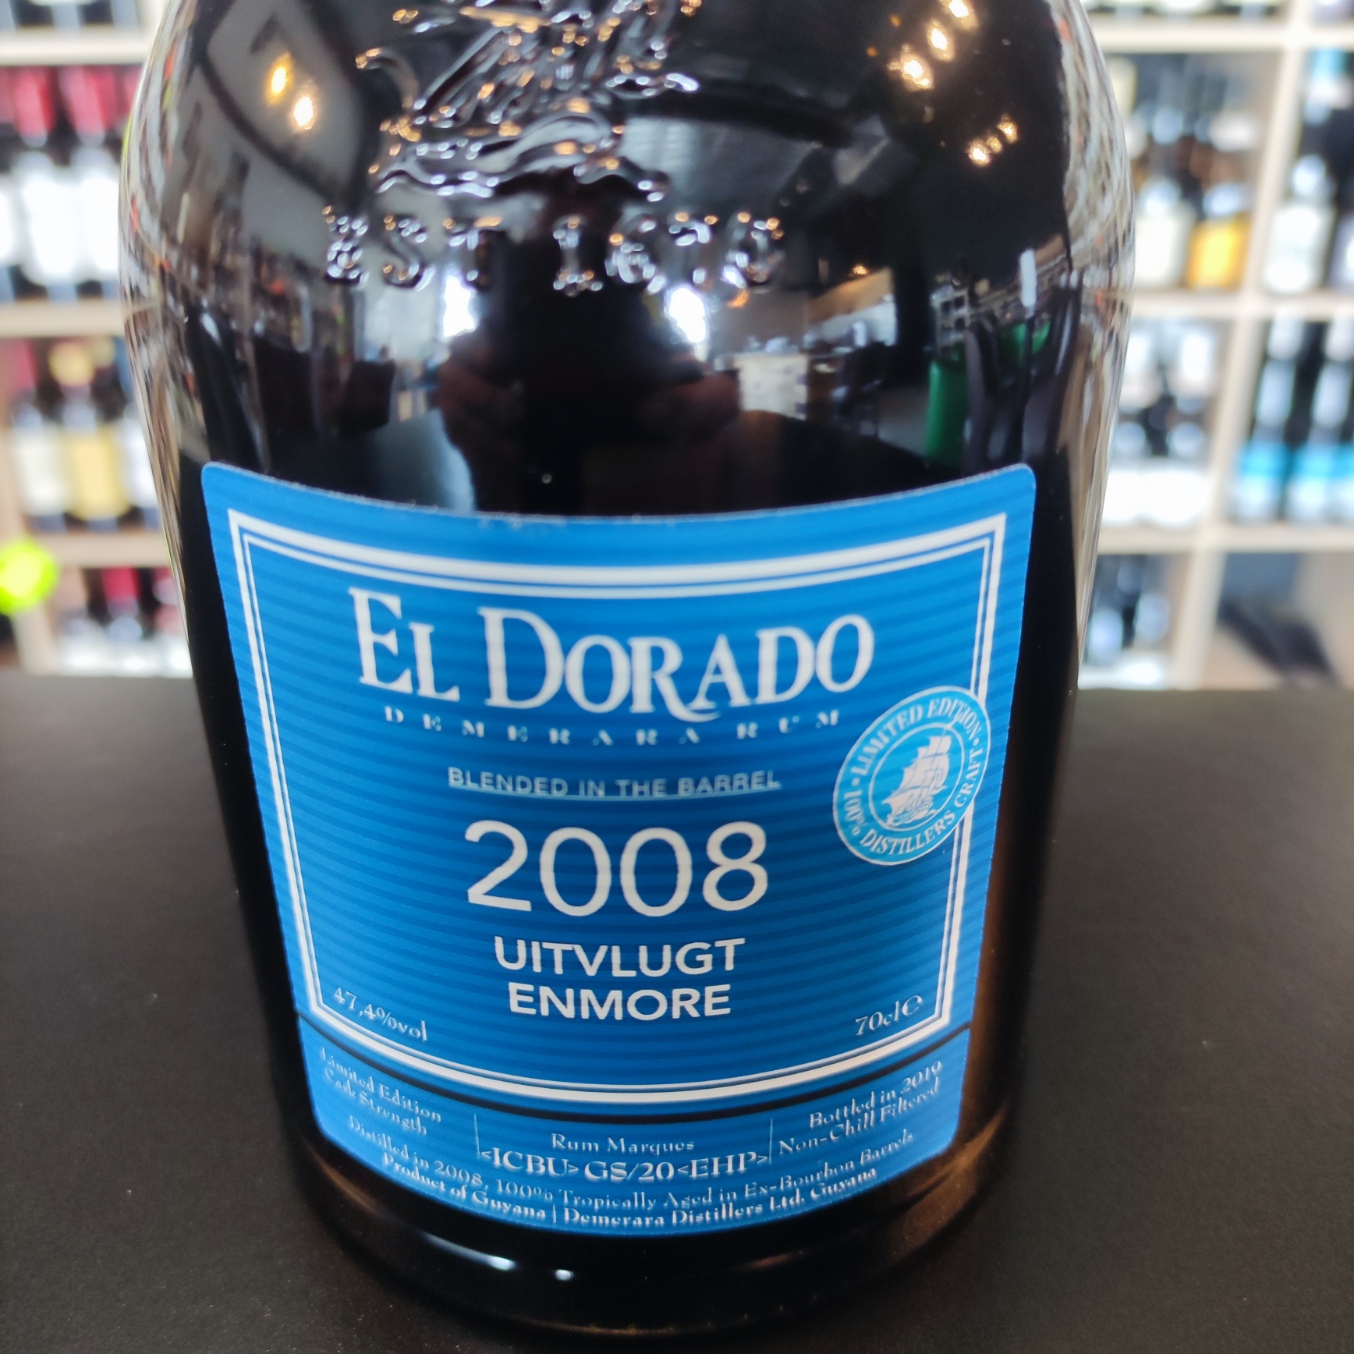 EST 1670
EL DORADO
DEMERARA RUM
BLENDED IN THE BARREL
LIMITED EDITION • 100% DISTILLERS CRAFT •
2008
UITVLUGT
ENMORE
47,4%vol
70cl℮
Limited Edition
Cask Strength
Rum Marques
<ICBU> GS/20 <EHP>
Bottled in 2019
Non-Chill Filtered
Distilled in 2008, 100% Tropically Aged in Ex-Bourbon Barrels
Product of Guyana | Demerara Distillers Ltd. Guyana